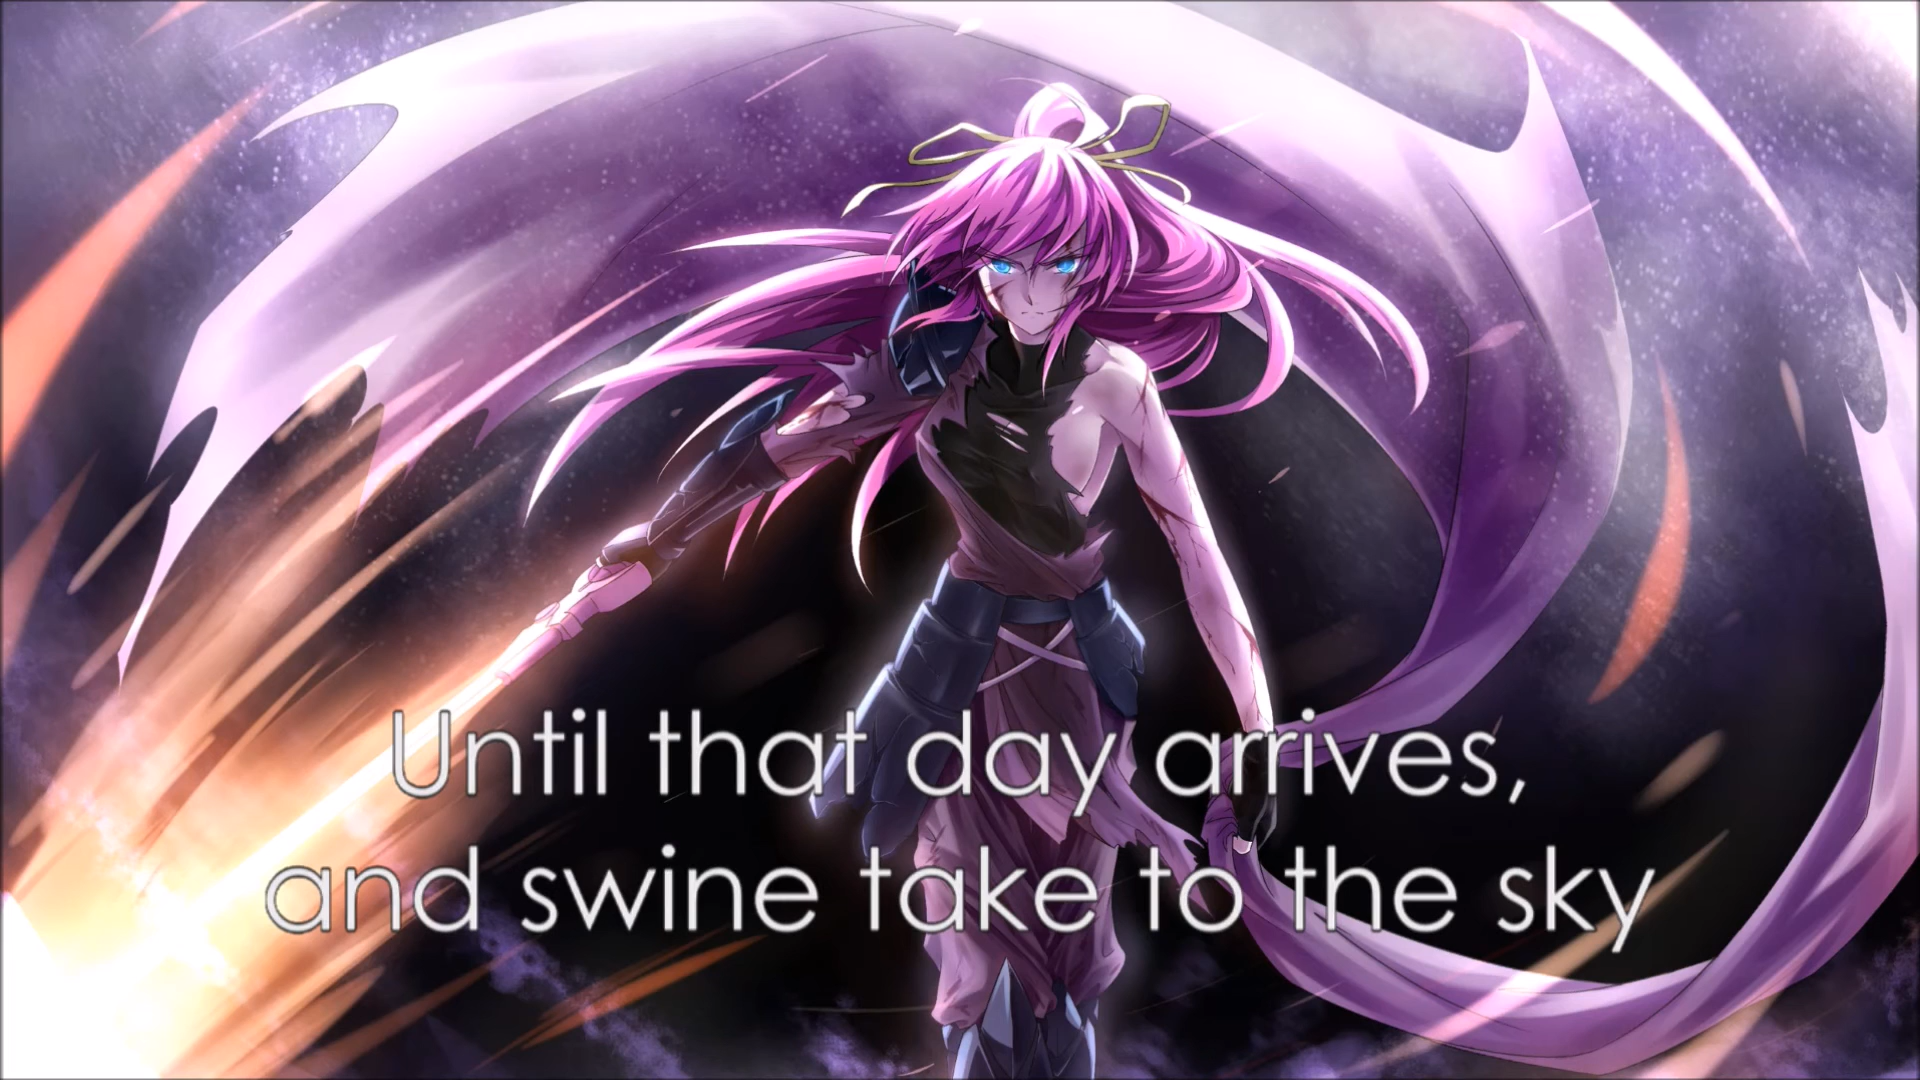 Until that day arrives,
and swine take to the sky